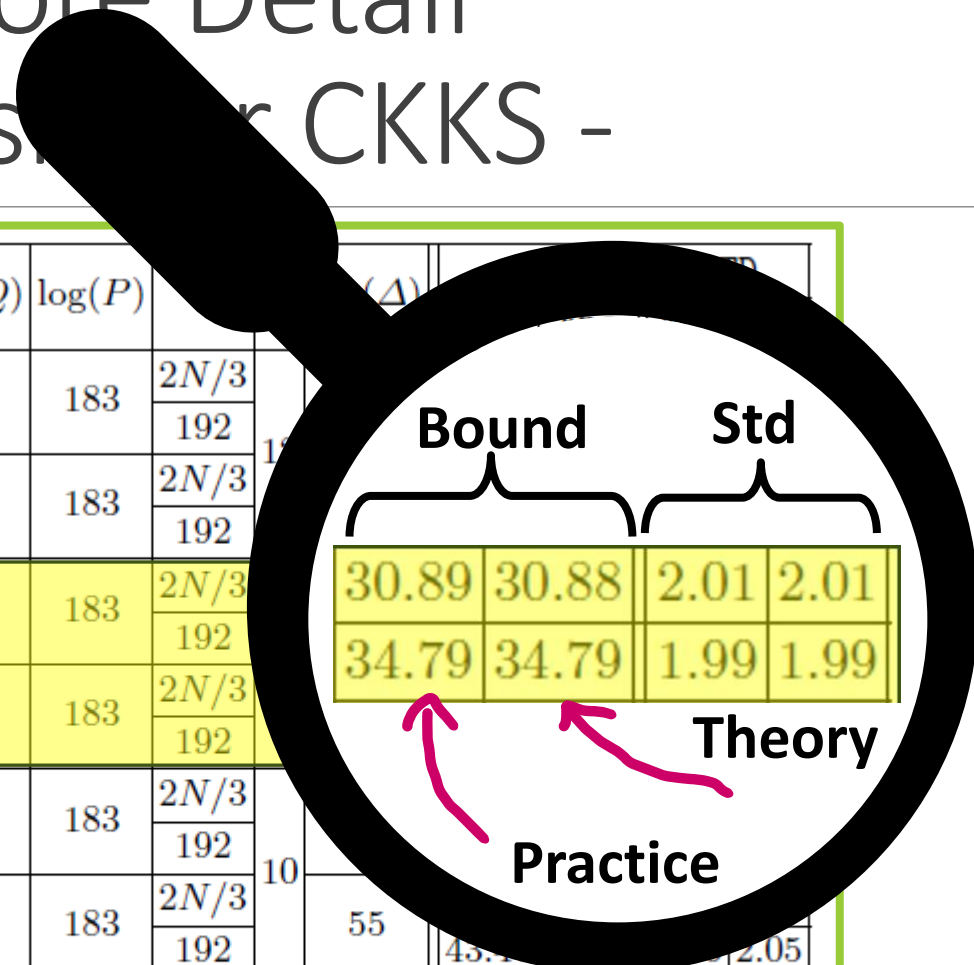 Detail
CKKS -
log(P)
(Δ)
183
2N/3
192
183
2N/3
192
183
2N/3
192
183
2N/3
192
183
2N/3
192
10
183
2N/3
192
55
2.05
Bound Std
30.89 30.88 2.01 2.01
34.79 34.79 1.99 1.99
Theory
Practice